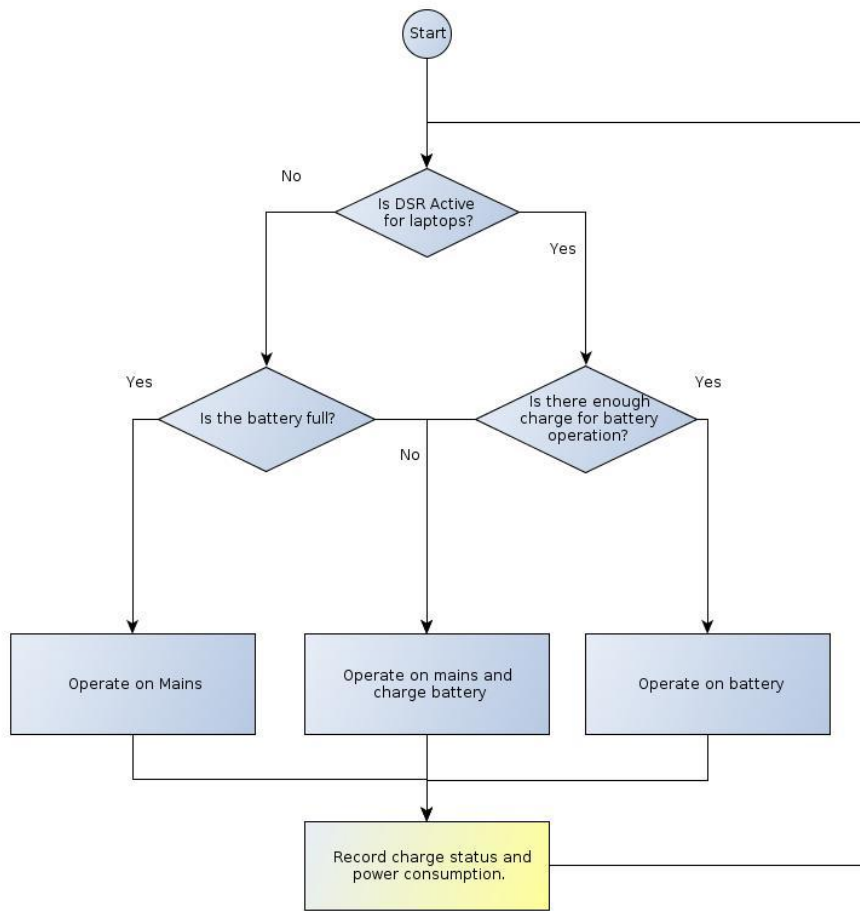 Start
No
Is DSR Active
for laptops?
Yes
Yes
Is the battery full?
No
Is there enough
charge for battery
operation?
Yes
Operate on Mains
Operate on mains and
charge battery
Operate on battery
Record charge status and
power consumption.